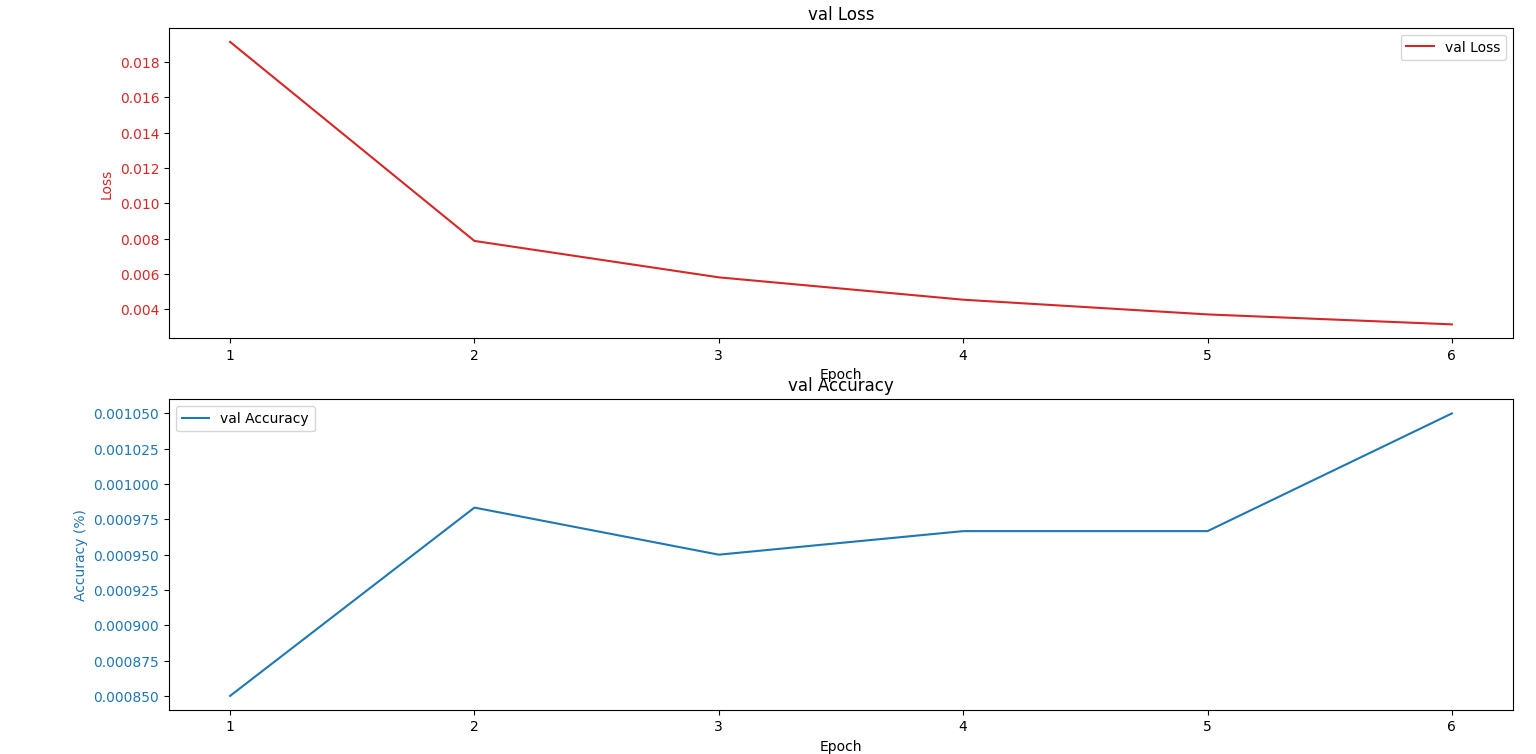 val Loss
val Loss
0.018
0.016
0.014
0.012
0.010
0.008
0.006
0.004
Loss
1 2 3 4 5 6
Epoch
val Accuracy
val Accuracy
0.001050
0.001025
0.001000
0.000975
0.000950
0.000925
0.000900
0.000875
0.000850
Accuracy (%)
1 2 3 4 5 6
Epoch